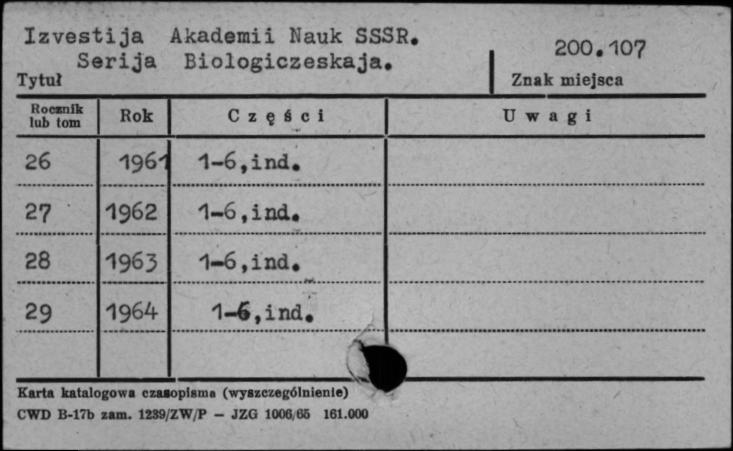 Izvestija Akademii Nauk SSSR.
Serija Biologiczeskaja.
200.107
Tytuł
Znak miejsca
Rocznik lub tom Rok Części Uwagi
26 1961 1-6,ind.
27 1962 1-6,ind.
28 1963 1-6,ind.
29 1964 1-6,ind.
Karta katalogowa czasopisma (wyszczególnienie)
CWD B-17b zam. 1239/ZW/P — JZG 1006/65 161.000